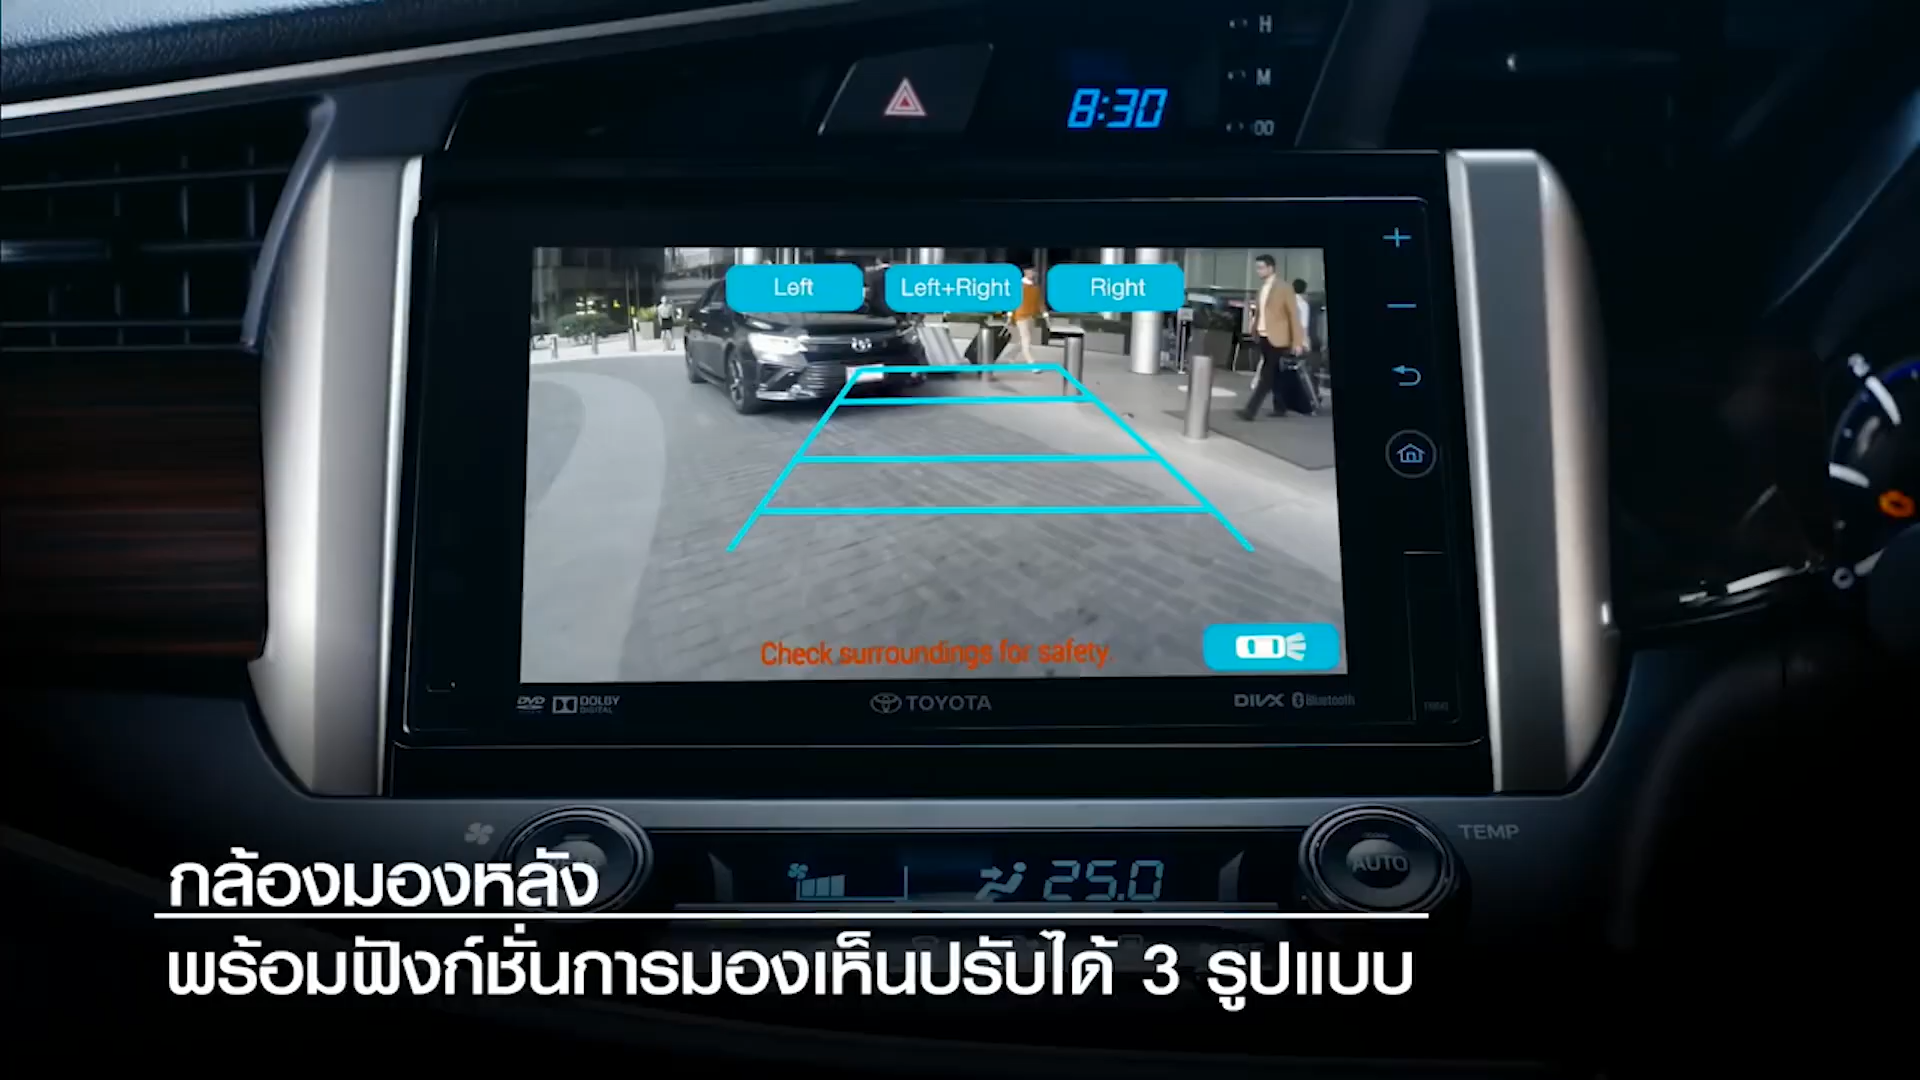 H
M
:00
8:30
Left
Left+Right
Right
Check surroundings for safety.
DVD
DOLBY
DIGITAL
TOYOTA
DIVX
Bluetooth
TEMP
AUTO
25.0
กล้องมองหลัง
พร้อมฟังก์ชั่นการมองเห็นปรับได้ 3 รูปแบบ